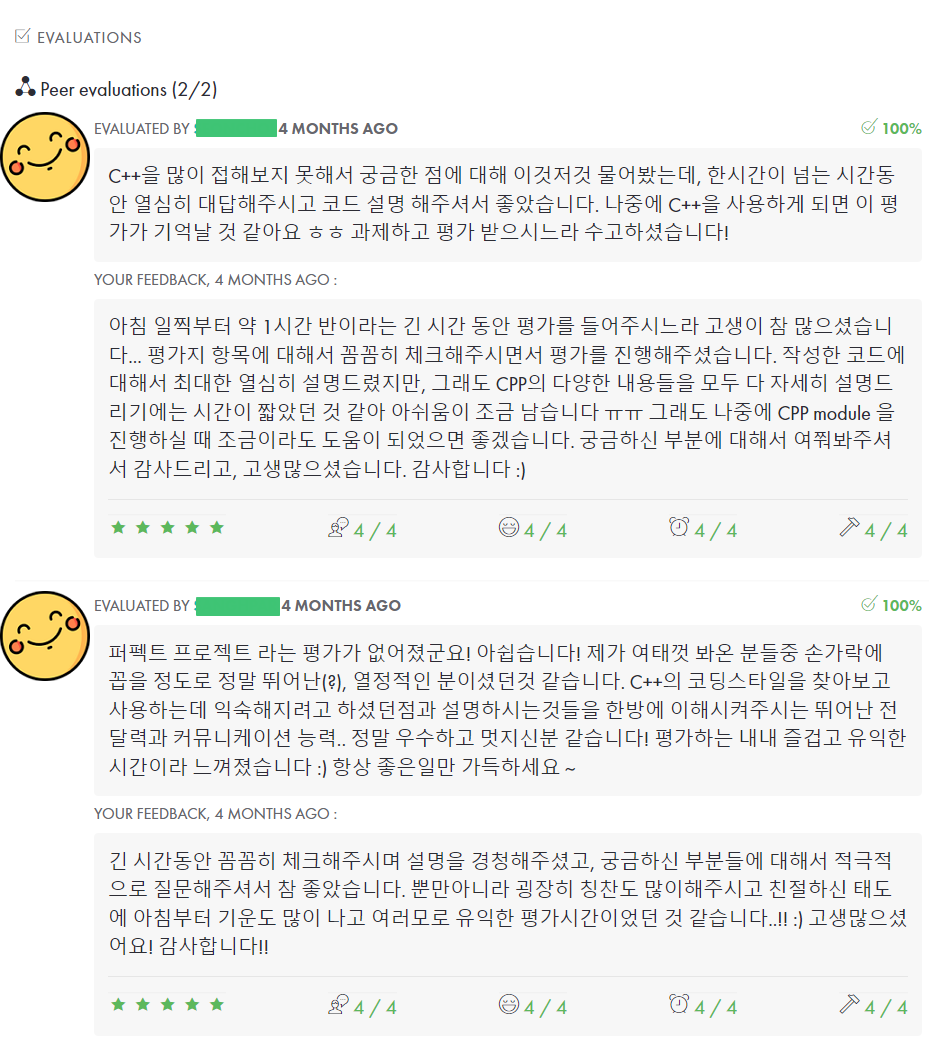 EVALUATIONS
Peer evaluations (2/2)
EVALUATED BY 4 MONTHS AGO 100%
C++을 많이 접해보지 못해서 궁금한 점에 대해 이것저것 물어봤는데, 한시간이 넘는 시간동
안 열심히 대답해주시고 코드 설명 해주셔서 좋았습니다. 나중에 C++을 사용하게 되면 이 평
가가 기억날 것 같아요 ㅎㅎ 과제하고 평가 받으시느라 수고하셨습니다!
YOUR FEEDBACK, 4 MONTHS AGO :
아침 일찍부터 약 1시간 반이라는 긴 시간 동안 평가를 들어주시느라 고생이 참 많으셨습니
다... 평가지 항목에 대해서 꼼꼼히 체크해주시면서 평가를 진행해주셨습니다. 작성한 코드에
대해서 최대한 열심히 설명드렸지만, 그래도 CPP의 다양한 내용들을 모두 다 자세히 설명드
리기에는 시간이 짧았던 것 같아 아쉬움이 조금 남습니다 ㅠㅠ 그래도 나중에 CPP module 을
진행하실 때 조금이라도 도움이 되었으면 좋겠습니다. 궁금하신 부분에 대해서 여쭤봐주셔
서 감사드리고, 고생많으셨습니다. 감사합니다 :)
4 / 4 4 / 4 4 / 4 4 / 4
EVALUATED BY 4 MONTHS AGO 100%
퍼펙트 프로젝트 라는 평가가 없어졌군요! 아쉽습니다! 제가 여태껏 봐온 분들중 손가락에
꼽을 정도로 정말 뛰어난(?), 열정적인 분이셨던것 같습니다. C++의 코딩스타일을 찾아보고
사용하는데 익숙해지려고 하셨던점과 설명하시는것들을 한방에 이해시켜주시는 뛰어난 전
달력과 커뮤니케이션 능력.. 정말 우수하고 멋지신분 같습니다! 평가하는 내내 즐겁고 유익한
시간이라 느껴졌습니다 :) 항상 좋은일만 가득하세요 ~
YOUR FEEDBACK, 4 MONTHS AGO :
긴 시간동안 꼼꼼히 체크해주시며 설명을 경청해주셨고, 궁금하신 부분들에 대해서 적극적
으로 질문해주셔서 참 좋았습니다. 뿐만아니라 굉장히 칭찬도 많이해주시고 친절하신 태도
에 아침부터 기운도 많이 나고 여러모로 유익한 평가시간이었던 것 같습니다..!! :) 고생많으셨
어요! 감사합니다!!
4 / 4 4 / 4 4 / 4 4 / 4